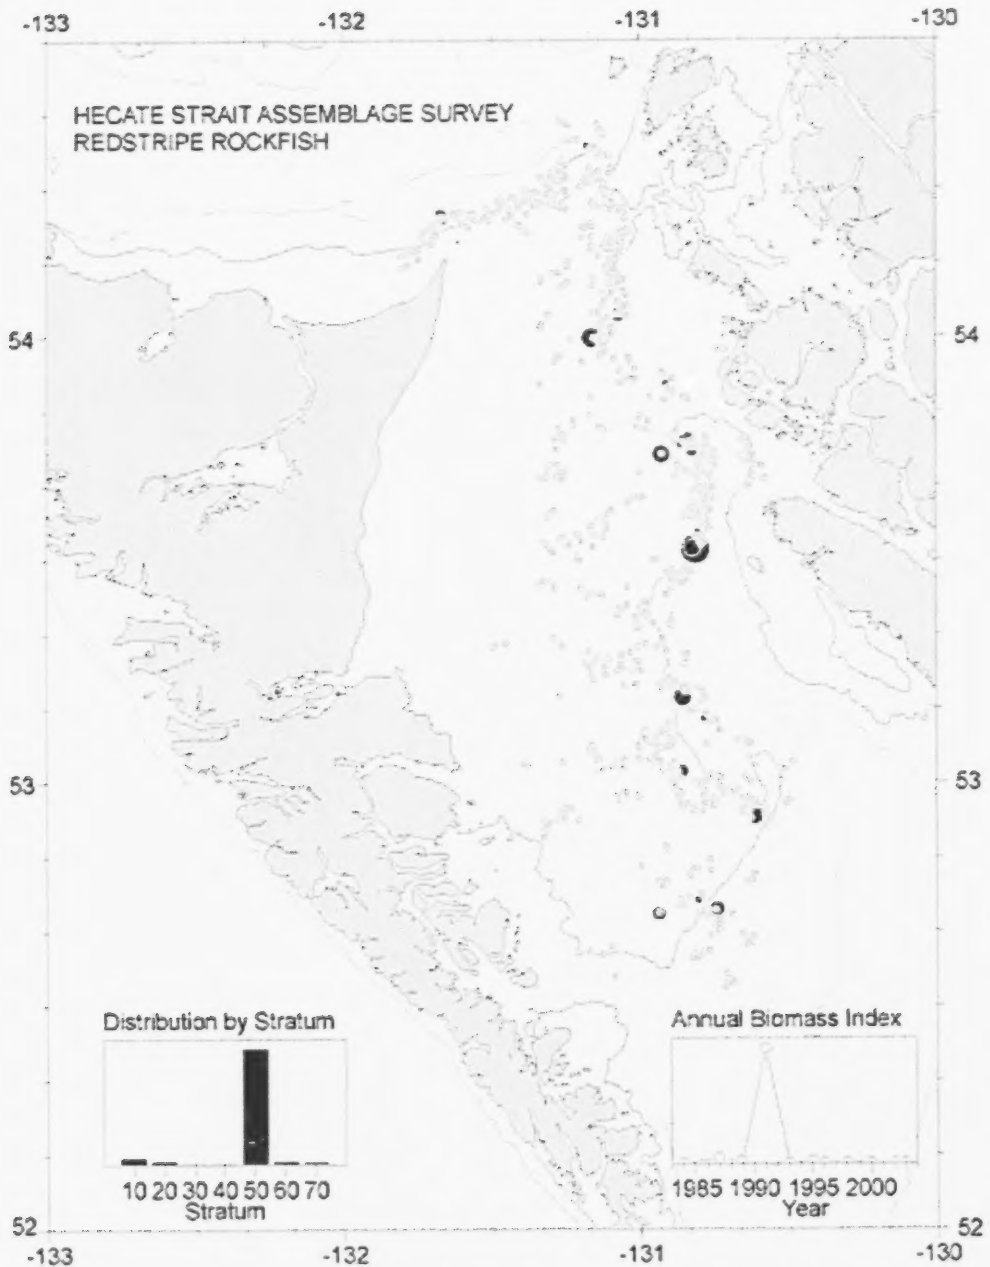 -133 -132 -131 -130
HECATE STRAIT ASSEMBLAGE SURVEY
REDSTRIPE ROCKFISH
54 54
53 53
Distribution by Stratum
10 20 30 40 50 60 70
Stratum
Annual Biomass Index
1985 1990 1995 2000
Year
52 52
-133 -132 -131 -130